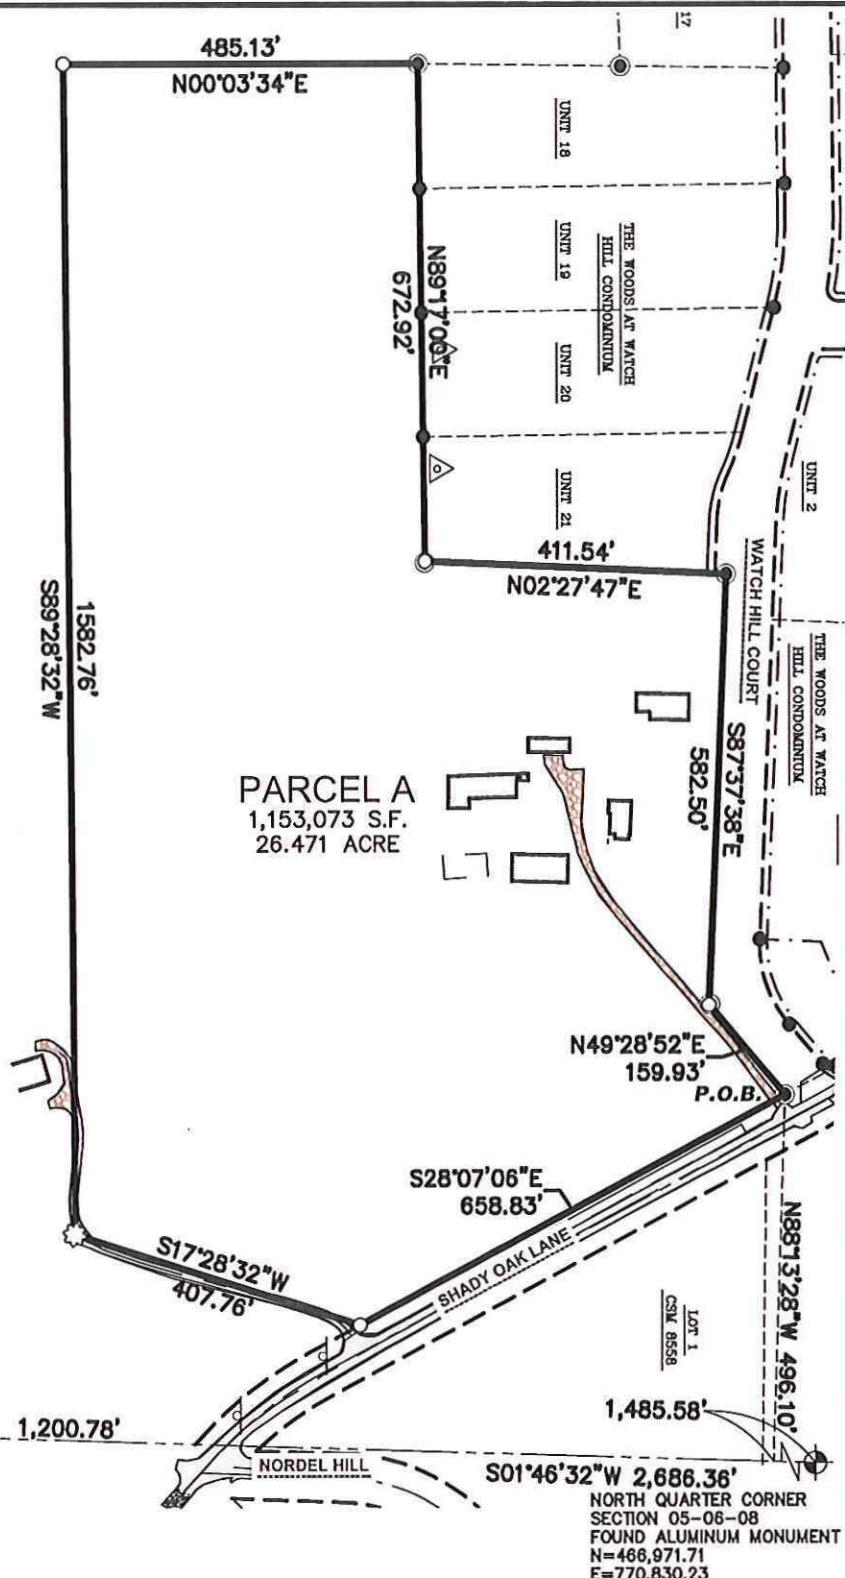 485.13'
N00°03'34"E
17
UNIT 18
UNIT 19
THE WOODS AT WATCH
HILL CONDOMINIUM
N89°17'09"E
672.92'
UNIT 20
UNIT 21
UNIT 2
411.54'
N02°27'47"E
WATCH HILL COURT
THE WOODS AT WATCH
HILL CONDOMINIUM
1582.76'
S89°28'32"W
S87°37'38"E
582.50'
PARCEL A
1,153,073 S.F.
26.471 ACRE
N49°28'52"E
159.93'
P.O.B.
S28°07'06"E
658.83'
SHADY OAK LANE
S17°28'32"W
407.76'
N88°13'28"W 496.10'
LOT 1
CSM 8558
1,485.58'
1,200.78'
NORDEL HILL
S01°46'32"W 2,686.36'
NORTH QUARTER CORNER
SECTION 05-06-08
FOUND ALUMINUM MONUMENT
N=466,971.71
E=770,830.23